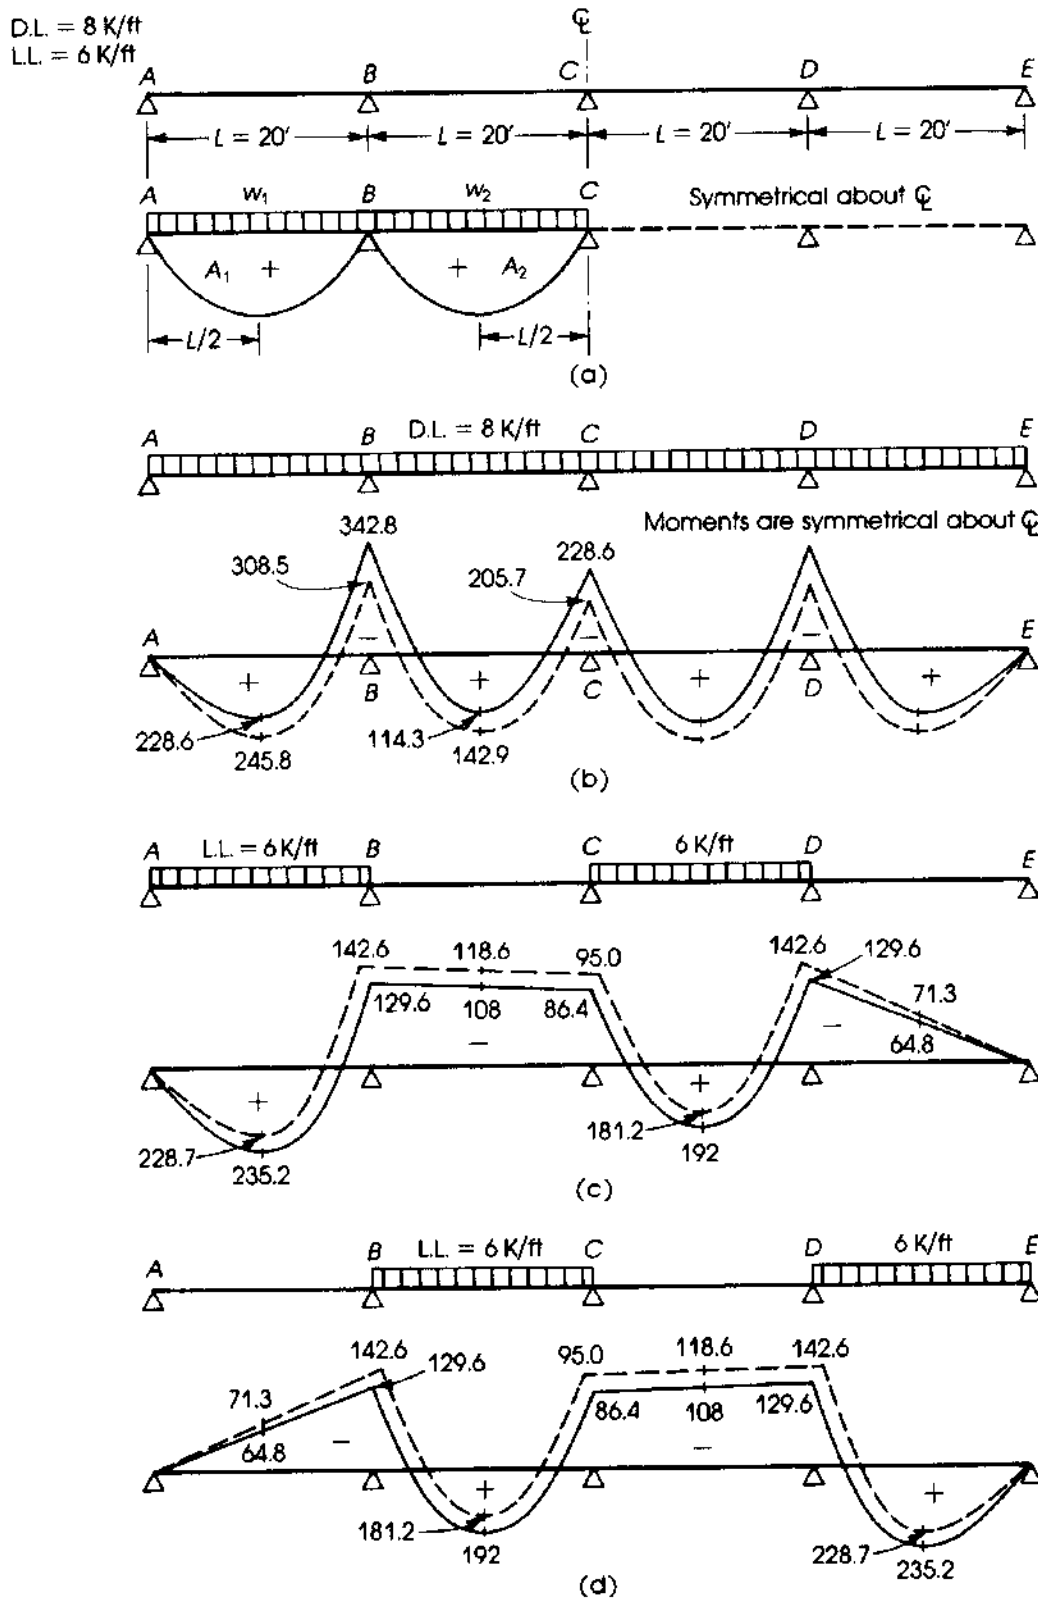 D.L. = 8 K/ft
L.L. = 6 K/ft
℄
A B C D E
L = 20′ L = 20′ L = 20′ L = 20′
A w₁ B w₂ C Symmetrical about ℄
A₁ + + A₂
L/2 L/2
(a)
A B D.L. = 8 K/ft C D E
342.8 Moments are symmetrical about ℄
308.5 228.6
205.7
A − − − E
+ B + C + D +
228.6 114.3
245.8 142.9
(b)
A L.L. = 6 K/ft B C 6 K/ft D E
142.6 118.6 95.0 142.6 129.6
129.6 108 86.4 71.3
− − 64.8
+ +
228.7 181.2
235.2 192
(c)
A B L.L. = 6 K/ft C D 6 K/ft E
142.6 129.6 95.0 118.6 142.6
71.3 86.4 108 129.6
64.8 − −
+ +
181.2 228.7
192 235.2
(d)